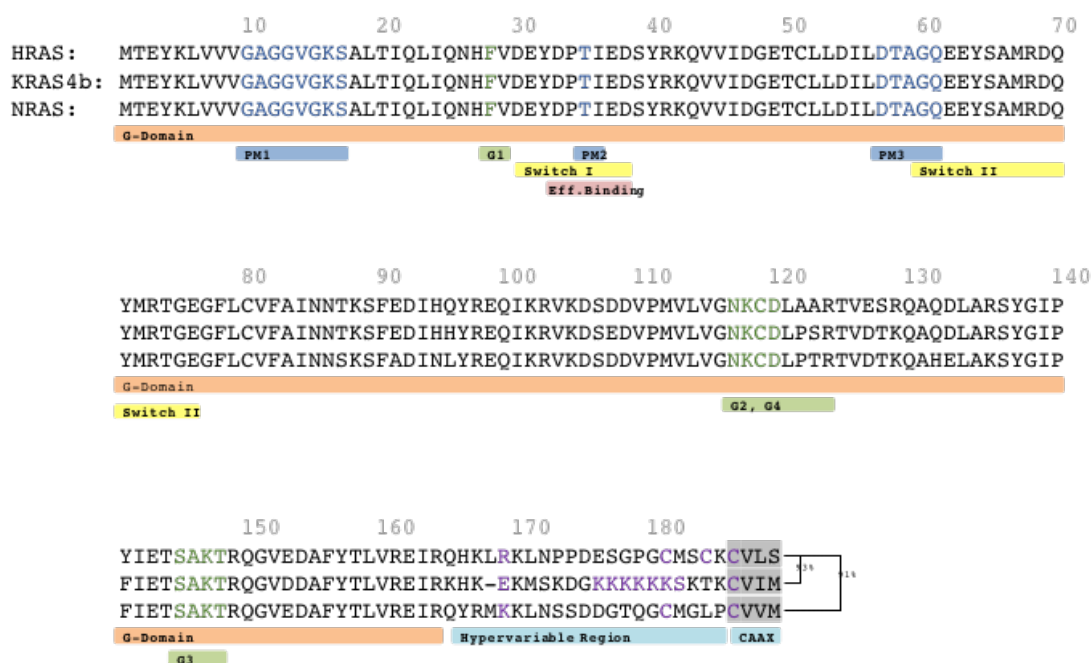 10 20 30 40 50 60 70
HRAS: MTEYKLVVVGAGGVGKSALTIQLIQNHFVDEYDPTIEDSYRKQVVIDGETCLLDILDTAGQEEYSAMRDQ
KRAS4b: MTEYKLVVVGAGGVGKSALTIQLIQNHFVDEYDPTIEDSYRKQVVIDGETCLLDILDTAGQEEYSAMRDQ
NRAS: MTEYKLVVVGAGGVGKSALTIQLIQNHFVDEYDPTIEDSYRKQVVIDGETCLLDILDTAGQEEYSAMRDQ
G-Domain
PM1 G1 PM2 PM3
Switch I Switch II
Eff.Binding
80 90 100 110 120 130 140
YMRTGEGFLCVFAINNTKSFEDIHQYREQIKRVKDSDDVPMVLVGNKCDLAARTVESRQAQDLARSYGIP
YMRTGEGFLCVFAINNTKSFEDIHHYREQIKRVKDSEDVPMVLVGNKCDLPSRTVDTKQAQDLARSYGIP
YMRTGEGFLCVFAINNSKSFADINLYREQIKRVKDSDDVPMVLVGNKCDLPTRTVDTKQAHELAKSYGIP
G-Domain
Switch II G2, G4
150 160 170 180
YIETSAKTRQGVEDAFYTLVREIRQHKLRKLNPPDESGPGCMSCKCVLS
FIETSAKTRQGVDDAFYTLVREIRKHK-EKMSKDGKKKKKKSKTKCVIM
FIETSAKTRQGVEDAFYTLVREIRQYRMKKLNSSDDGTQGCMGLPCVVM
93% 91%
G-Domain Hypervariable Region CAAX
G3